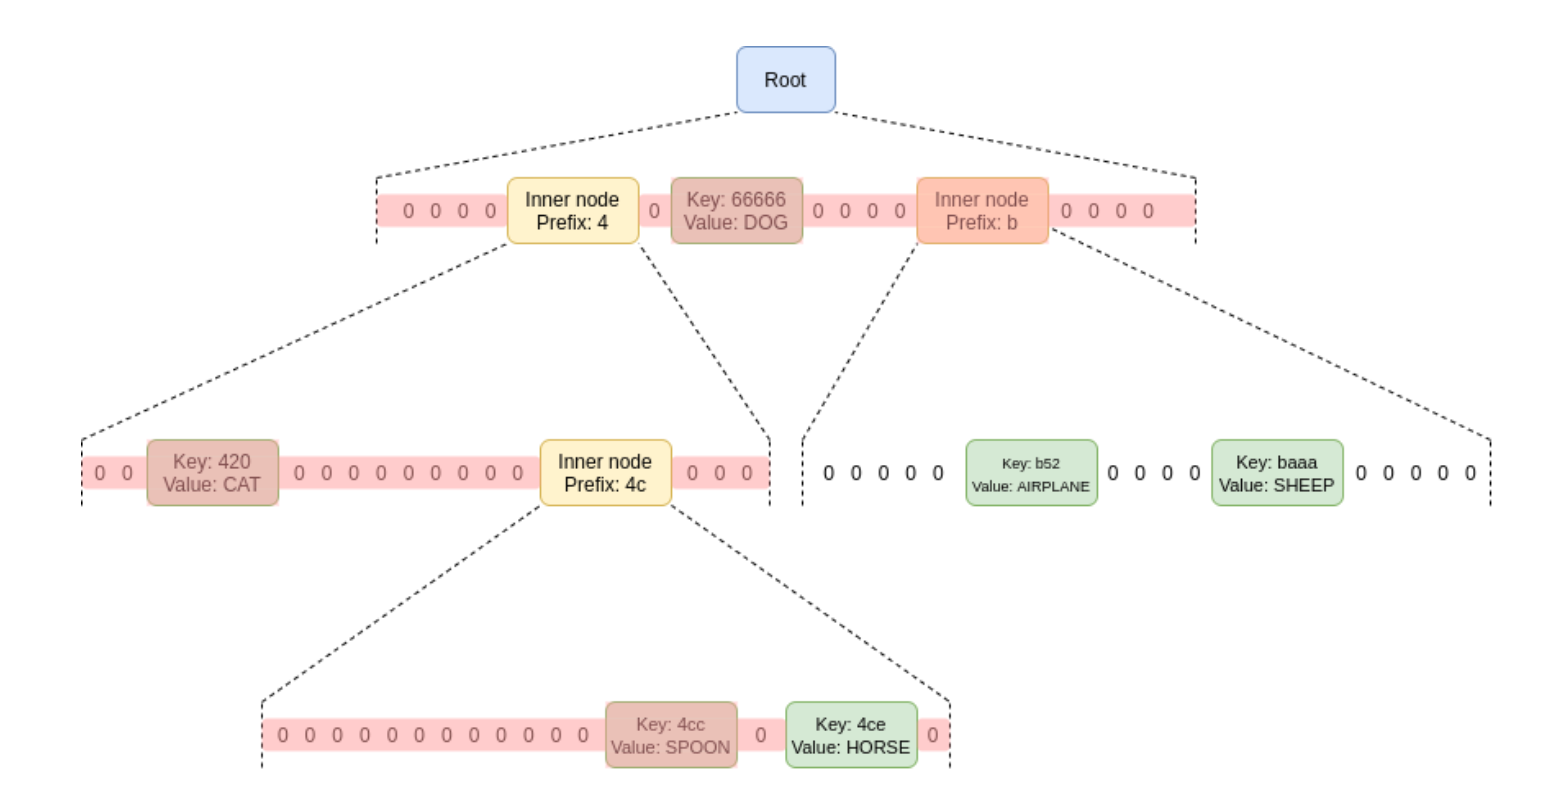 Root
0 0 0 0 Inner node 0 Key: 66666 0 0 0 0 Inner node 0 0 0 0
Prefix: 4 Value: DOG Prefix: b
0 0 Key: 420 0 0 0 0 0 0 0 0 0 Inner node 0 0 0
Value: CAT Prefix: 4c
0 0 0 0 0 Key: b52 0 0 0 0 Key: baaa 0 0 0 0 0
Value: AIRPLANE Value: SHEEP
0 0 0 0 0 0 0 0 0 0 0 0 Key: 4cc 0 Key: 4ce 0
Value: SPOON Value: HORSE